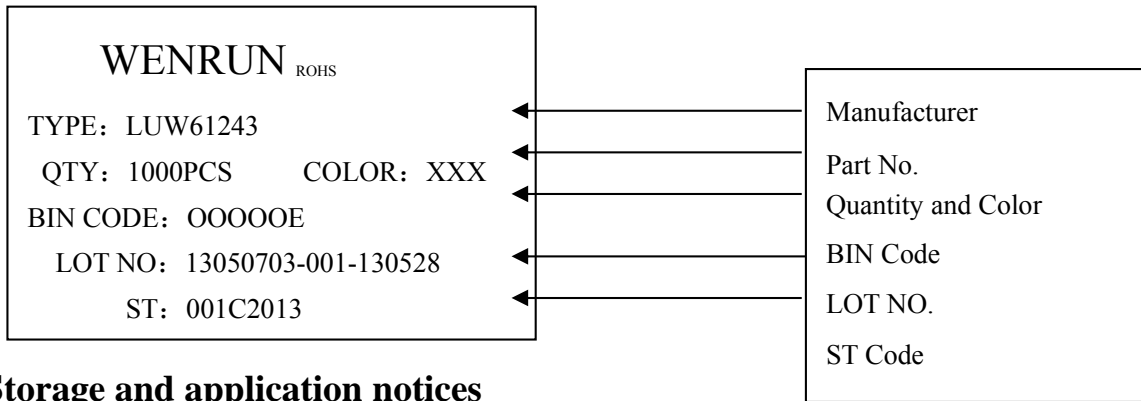 WENRUN ROHS
TYPE：LUW61243
QTY：1000PCS COLOR：XXX
BIN CODE：OOOOOE
LOT NO：13050703-001-130528
ST：001C2013
Manufacturer
Part No.
Quantity and Color
BIN Code
LOT NO.
ST Code
Storage and application notices